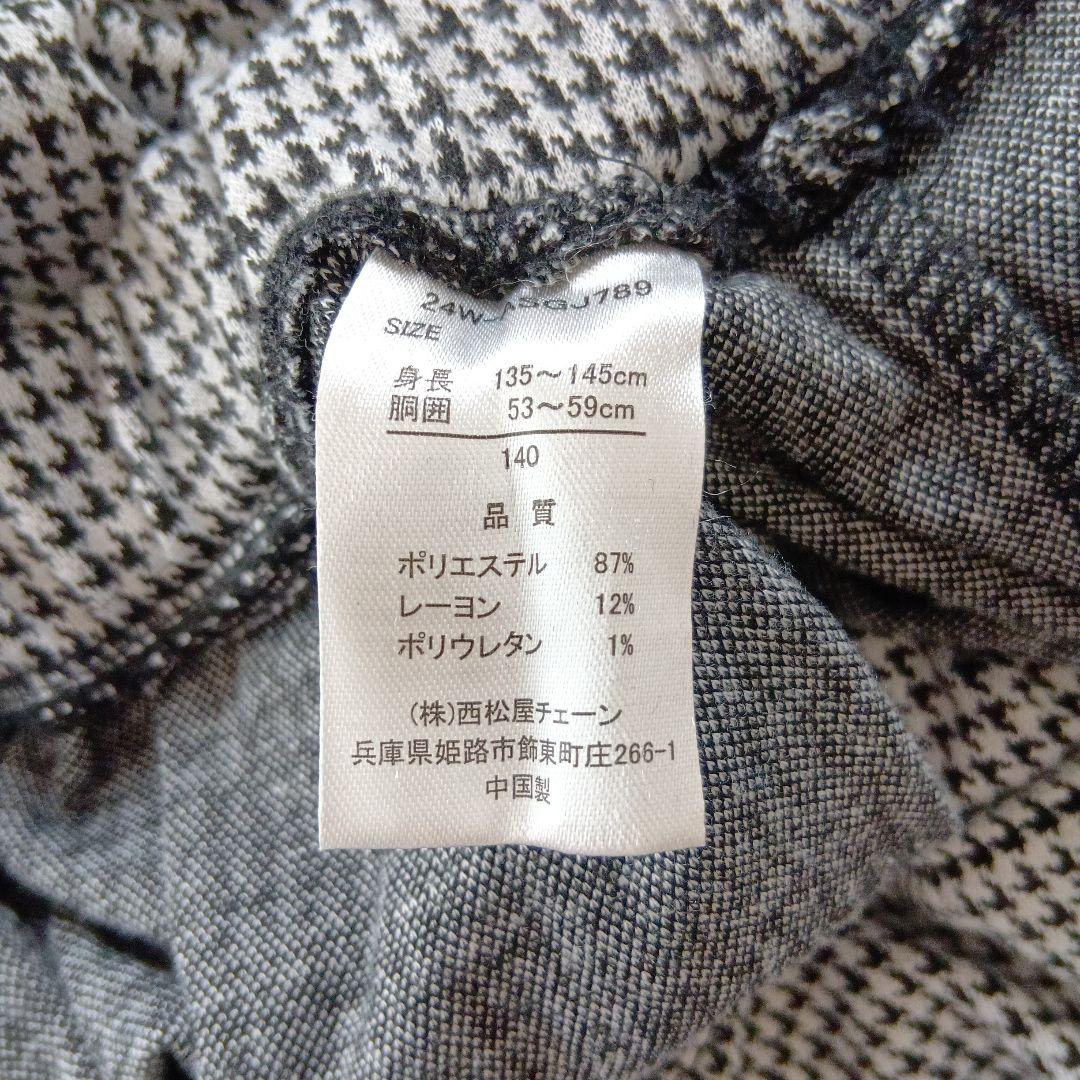 SIZE
身長 135～145cm
胴囲 53～59cm
140
品質
ポリエステル 87%
レーヨン 12%
ポリウレタン 1%
(株)西松屋チェーン
兵庫県姫路市飾東町庄266-1
中国製